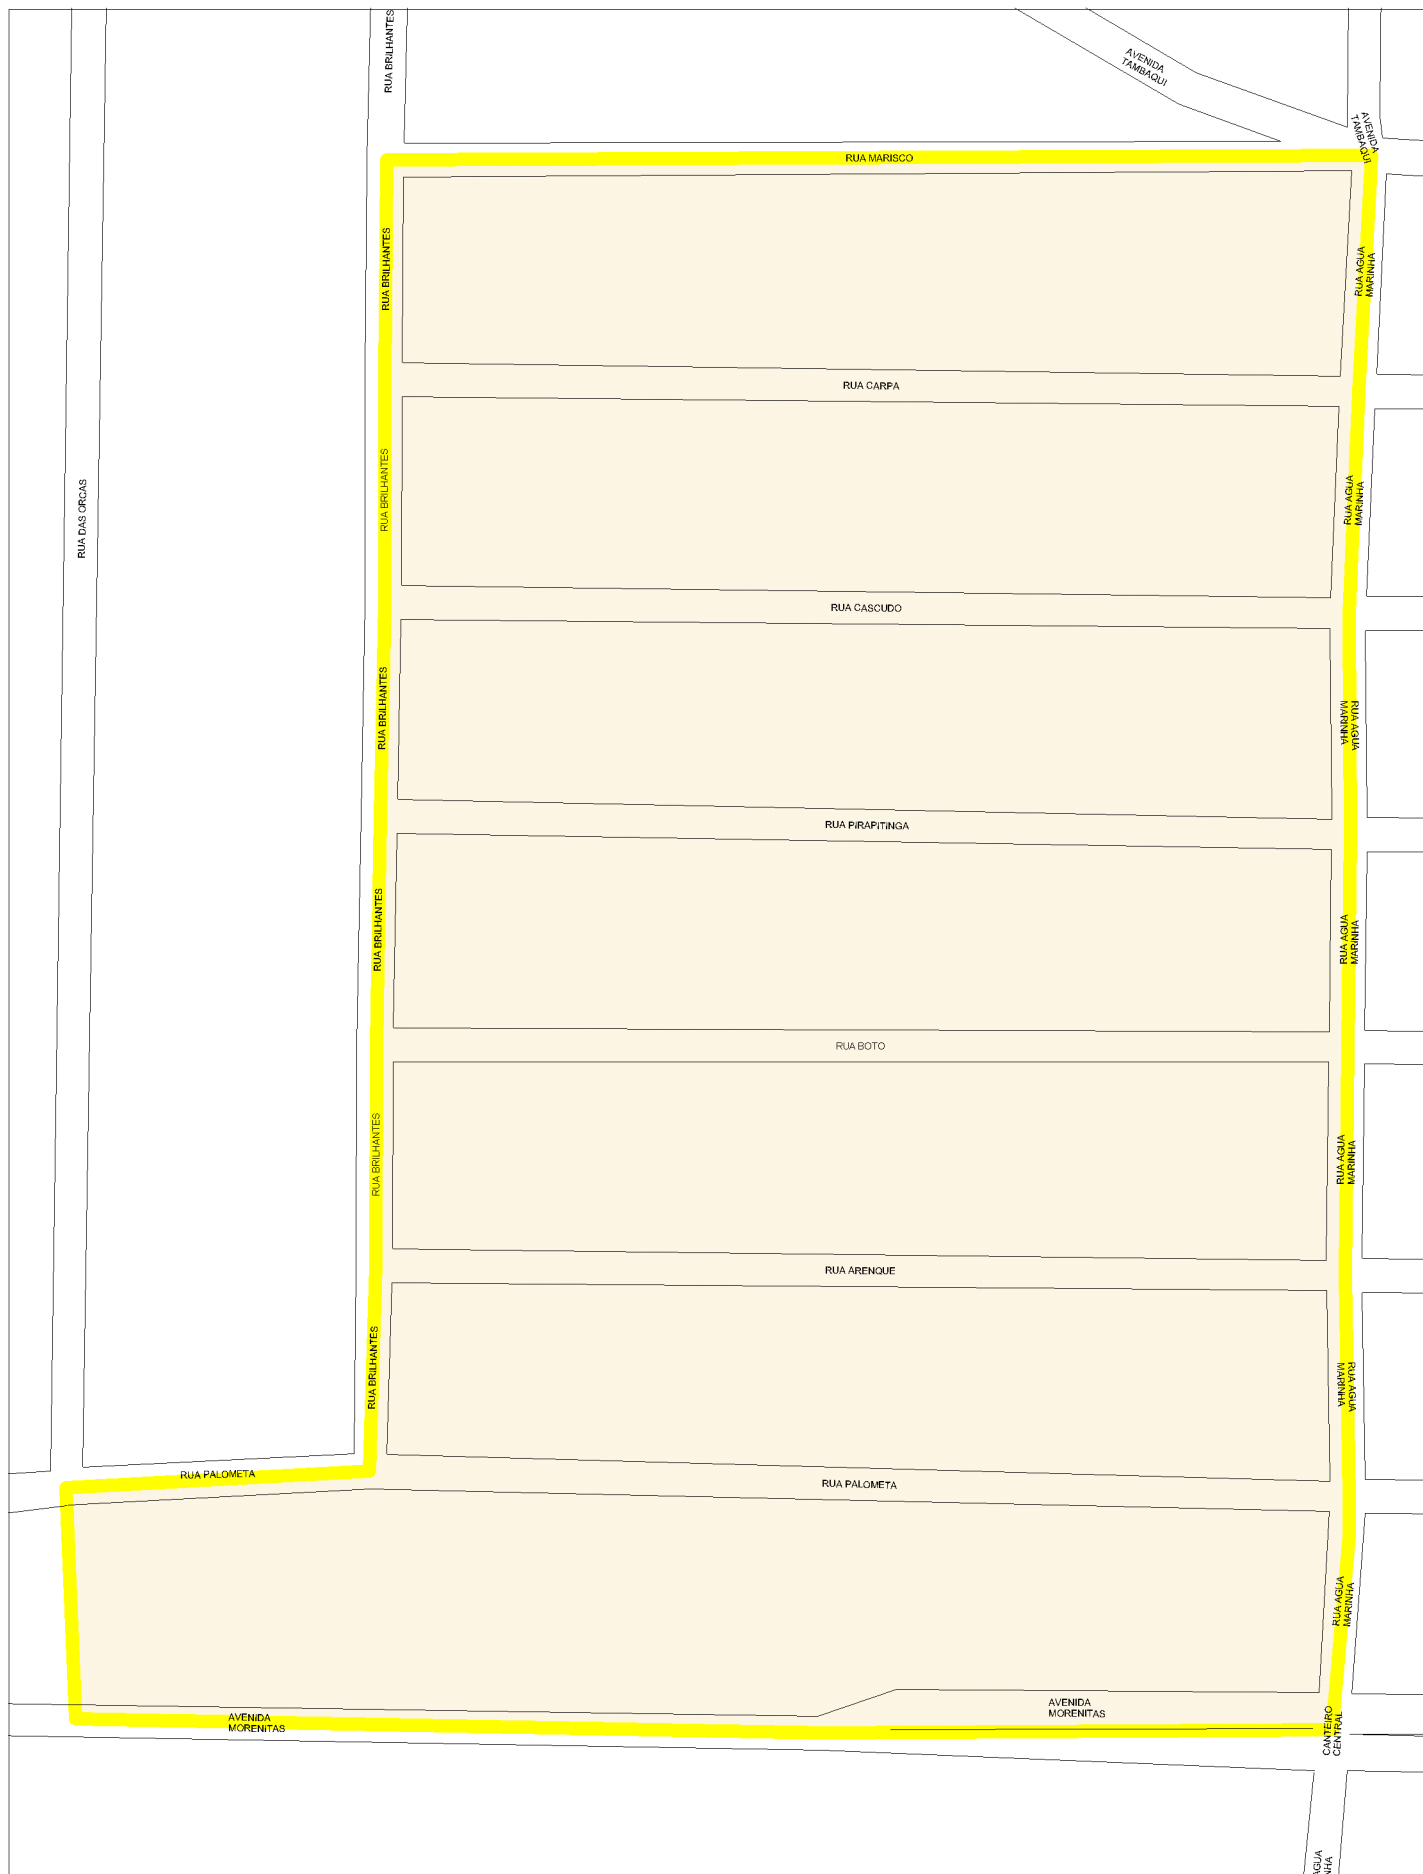 RUA BRILHANTES
AVENIDA
TAMBAQUI
AVENIDA
TAMBAQUI
RUA MARISCO
RUA BRILHANTES
RUA AGUA
MARINHA
RUA CARPA
RUA BRILHANTES
RUA DAS ORCAS
RUA AGUA
MARINHA
RUA CASCUDO
RUA BRILHANTES
RUA AGUA
MARINHA
RUA PIRAPITINGA
RUA BRILHANTES
RUA AGUA
MARINHA
RUA BOTO
RUA BRILHANTES
RUA AGUA
MARINHA
RUA ARENQUE
RUA BRILHANTES
RUA AGUA
MARINHA
RUA PALOMETA
RUA PALOMETA
RUA AGUA
MARINHA
AVENIDA
MORENITAS
AVENIDA
MORENITAS
CANTEIRO
CENTRAL
AGUA
NHA